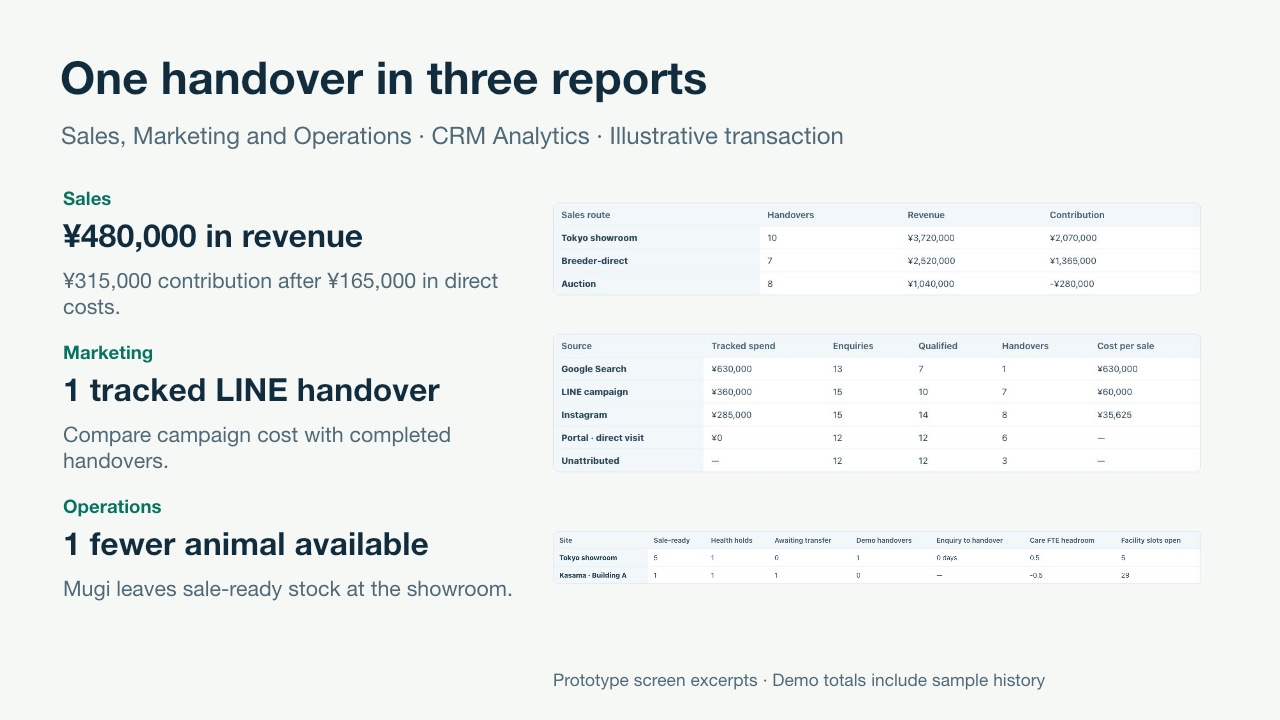 One handover in three reports
Sales, Marketing and Operations · CRM Analytics · Illustrative transaction
Sales
¥480,000 in revenue
¥315,000 contribution after ¥165,000 in direct
costs.
Marketing
1 tracked LINE handover
Compare campaign cost with completed
handovers.
Operations
1 fewer animal available
Mugi leaves sale-ready stock at the showroom.
Sales route Handovers Revenue Contribution
Tokyo showroom 10 ¥3,720,000 ¥2,070,000
Breeder-direct 7 ¥2,520,000 ¥1,365,000
Auction 8 ¥1,040,000 -¥280,000
Source Tracked spend Enquiries Qualified Handovers Cost per sale
Google Search ¥630,000 13 7 1 ¥630,000
LINE campaign ¥360,000 15 10 7 ¥60,000
Instagram ¥285,000 15 14 8 ¥35,625
Portal · direct visit ¥0 12 12 6 —
Unattributed — 12 12 3 —
Site Sale-ready Health holds Awaiting transfer Demo handovers Enquiry to handover Care FTE headroom Facility slots open
Tokyo showroom 5 1 0 1 0 days 0.5 5
Kasama · Building A 1 1 1 0 — -0.5 29
Prototype screen excerpts · Demo totals include sample history